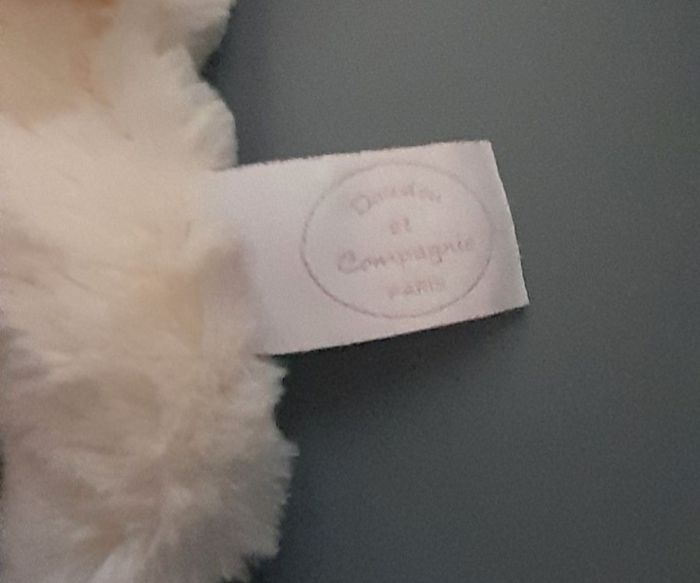 Doudou
et
Compagnie
PARIS